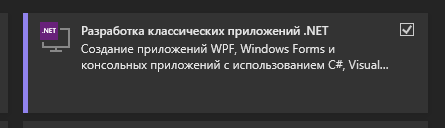 .NET
Разработка классических приложений .NET
Создание приложений WPF, Windows Forms и
консольных приложений с использованием C#, Visual...